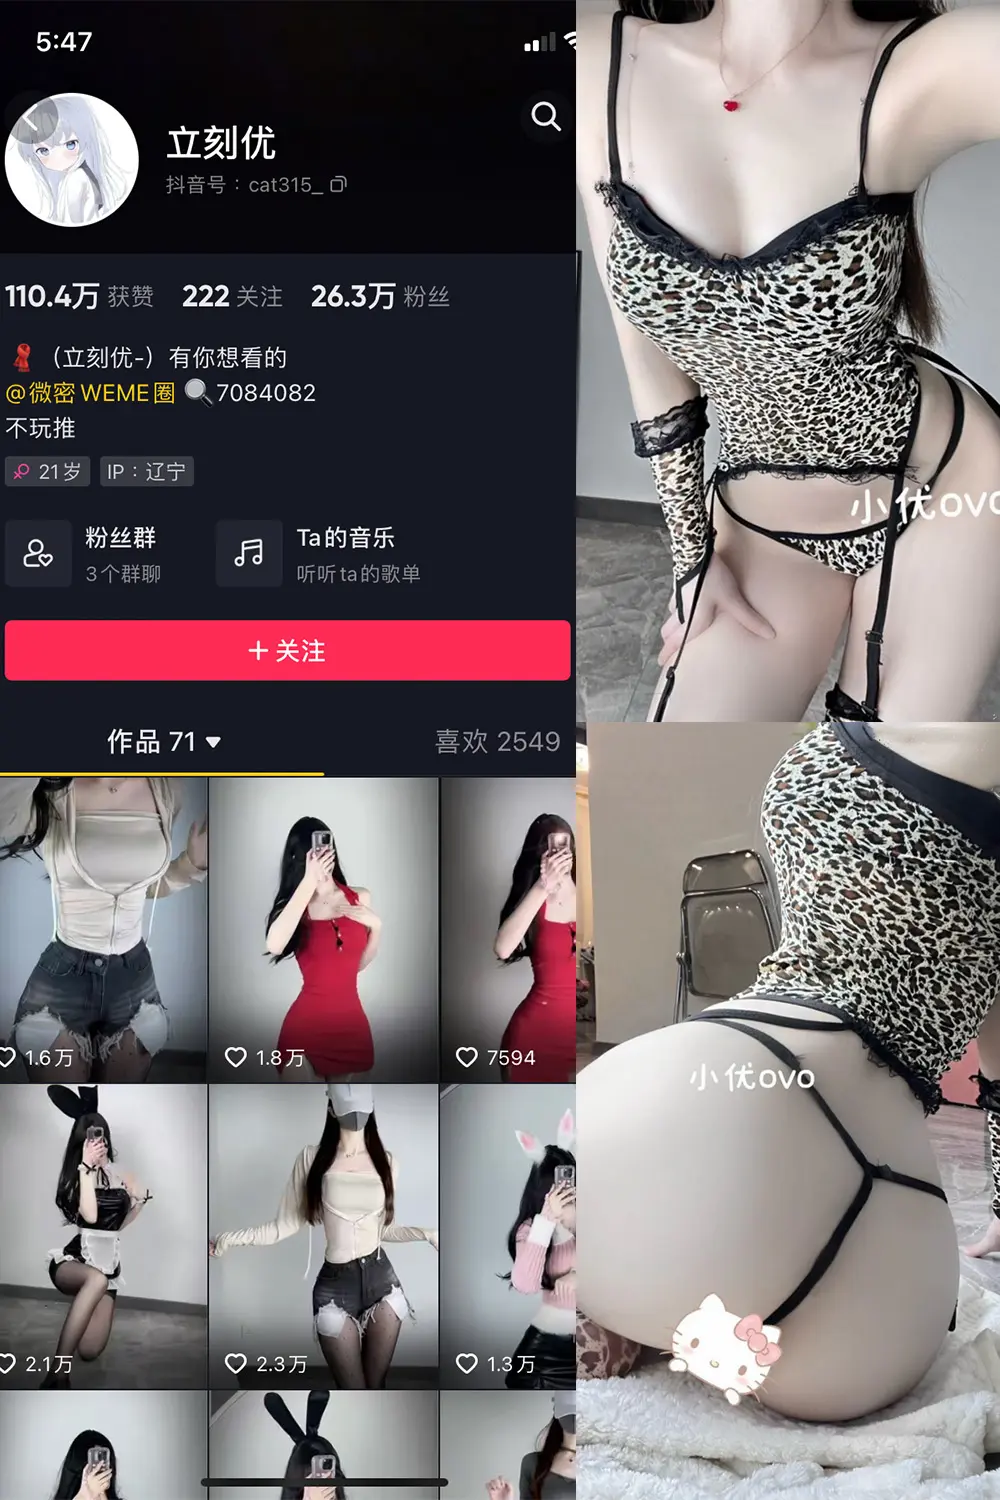 5:47
立刻优
抖音号：cat315_
110.4万 获赞 222 关注 26.3万 粉丝
（立刻优-）有你想看的
@微密 WEME圈 7084082
不玩推
21岁 IP：辽宁
粉丝群
3个群聊
Ta的音乐
听听ta的歌单
+ 关注
作品 71 喜欢 2549
1.6万 1.8万 7594
2.1万 2.3万 1.3万
小优ovo
小优ovo